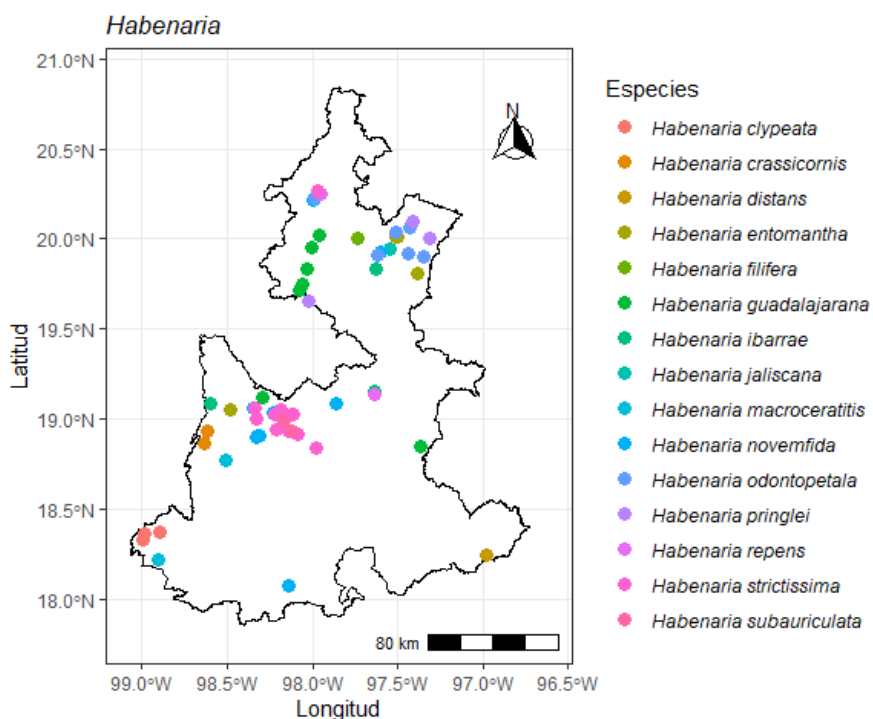 Habenaria
21.0°N
20.5°N
20.0°N
19.5°N
19.0°N
18.5°N
18.0°N
Latitud
N
80 km
99.0°W 98.5°W 98.0°W 97.5°W 97.0°W 96.5°W
Longitud
Especies
Habenaria clypeata
Habenaria crassicornis
Habenaria distans
Habenaria entomantha
Habenaria filifera
Habenaria guadalajarana
Habenaria ibarrae
Habenaria jaliscana
Habenaria macroceratitis
Habenaria novemfida
Habenaria odontopetala
Habenaria pringlei
Habenaria repens
Habenaria strictissima
Habenaria subauriculata